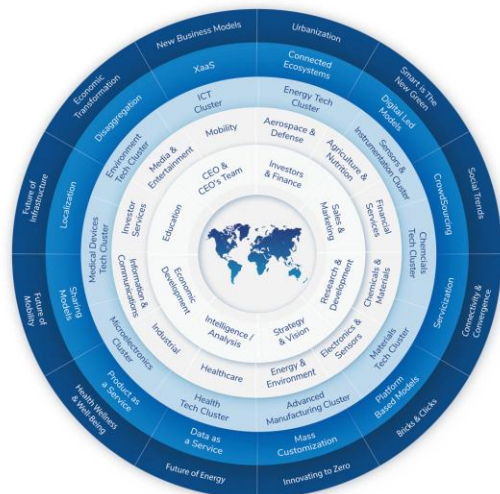 New Business Models
Urbanization
Smart is The
New Green
Social Trends
Connectivity &
Convergence
Bricks & Clicks
Innovating to Zero
Future of Energy
Health Wellness
& Well-Being
Future of
Mobility
Future of
Infrastructure
Economic
Transformation
XaaS
Connected
Ecosystems
Digital Led
Models
CrowdSourcing
Servicization
Platform
Based Models
Mass
Customization
Data as
a Service
Product as
a Service
Sharing
Models
Localization
Disaggregation
ICT
Cluster
Energy Tech
Cluster
Sensors &
Instrumentation Cluster
Chemcials
Tech Cluster
Materials
Tech Cluster
Advanced
Manufacturing Cluster
Health
Tech Cluster
Microelectronics
Cluster
Medical Devices
Tech Cluster
Environment
Tech Cluster
Mobility
Aerospace &
Defense
Agriculture &
Nutrition
Financial
Services
Chemicals &
Materials
Electronics &
Sensors
Energy &
Environment
Healthcare
Industrial
Information &
Communications
Investor
Services
Media &
Entertainment
CEO &
CEO's Team
Investors
& Finance
Sales &
Marketing
Research &
Development
Strategy
& Vision
Intelligence /
Analysis
Economic
Development
Education